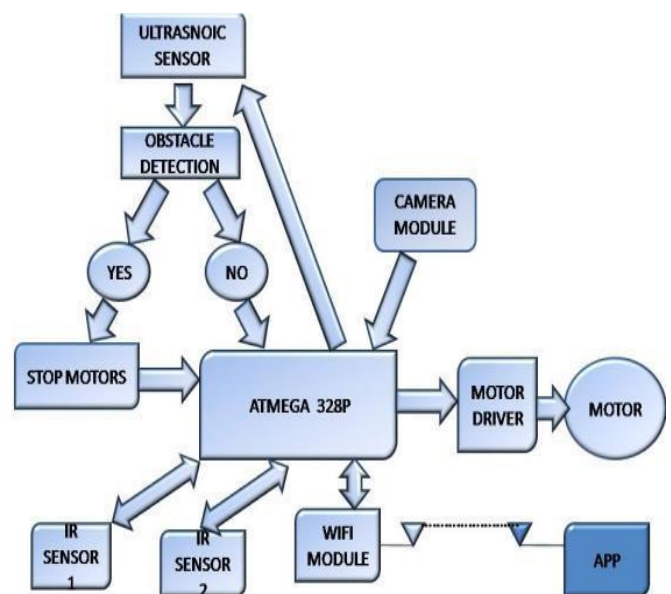 ULTRASNOIC
SENSOR
OBSTACLE
DETECTION
CAMERA
MODULE
YES
NO
STOP MOTORS
ATMEGA 328P
MOTOR
DRIVER
MOTOR
IR
SENSOR
1
IR
SENSOR
2
WIFI
MODULE
APP